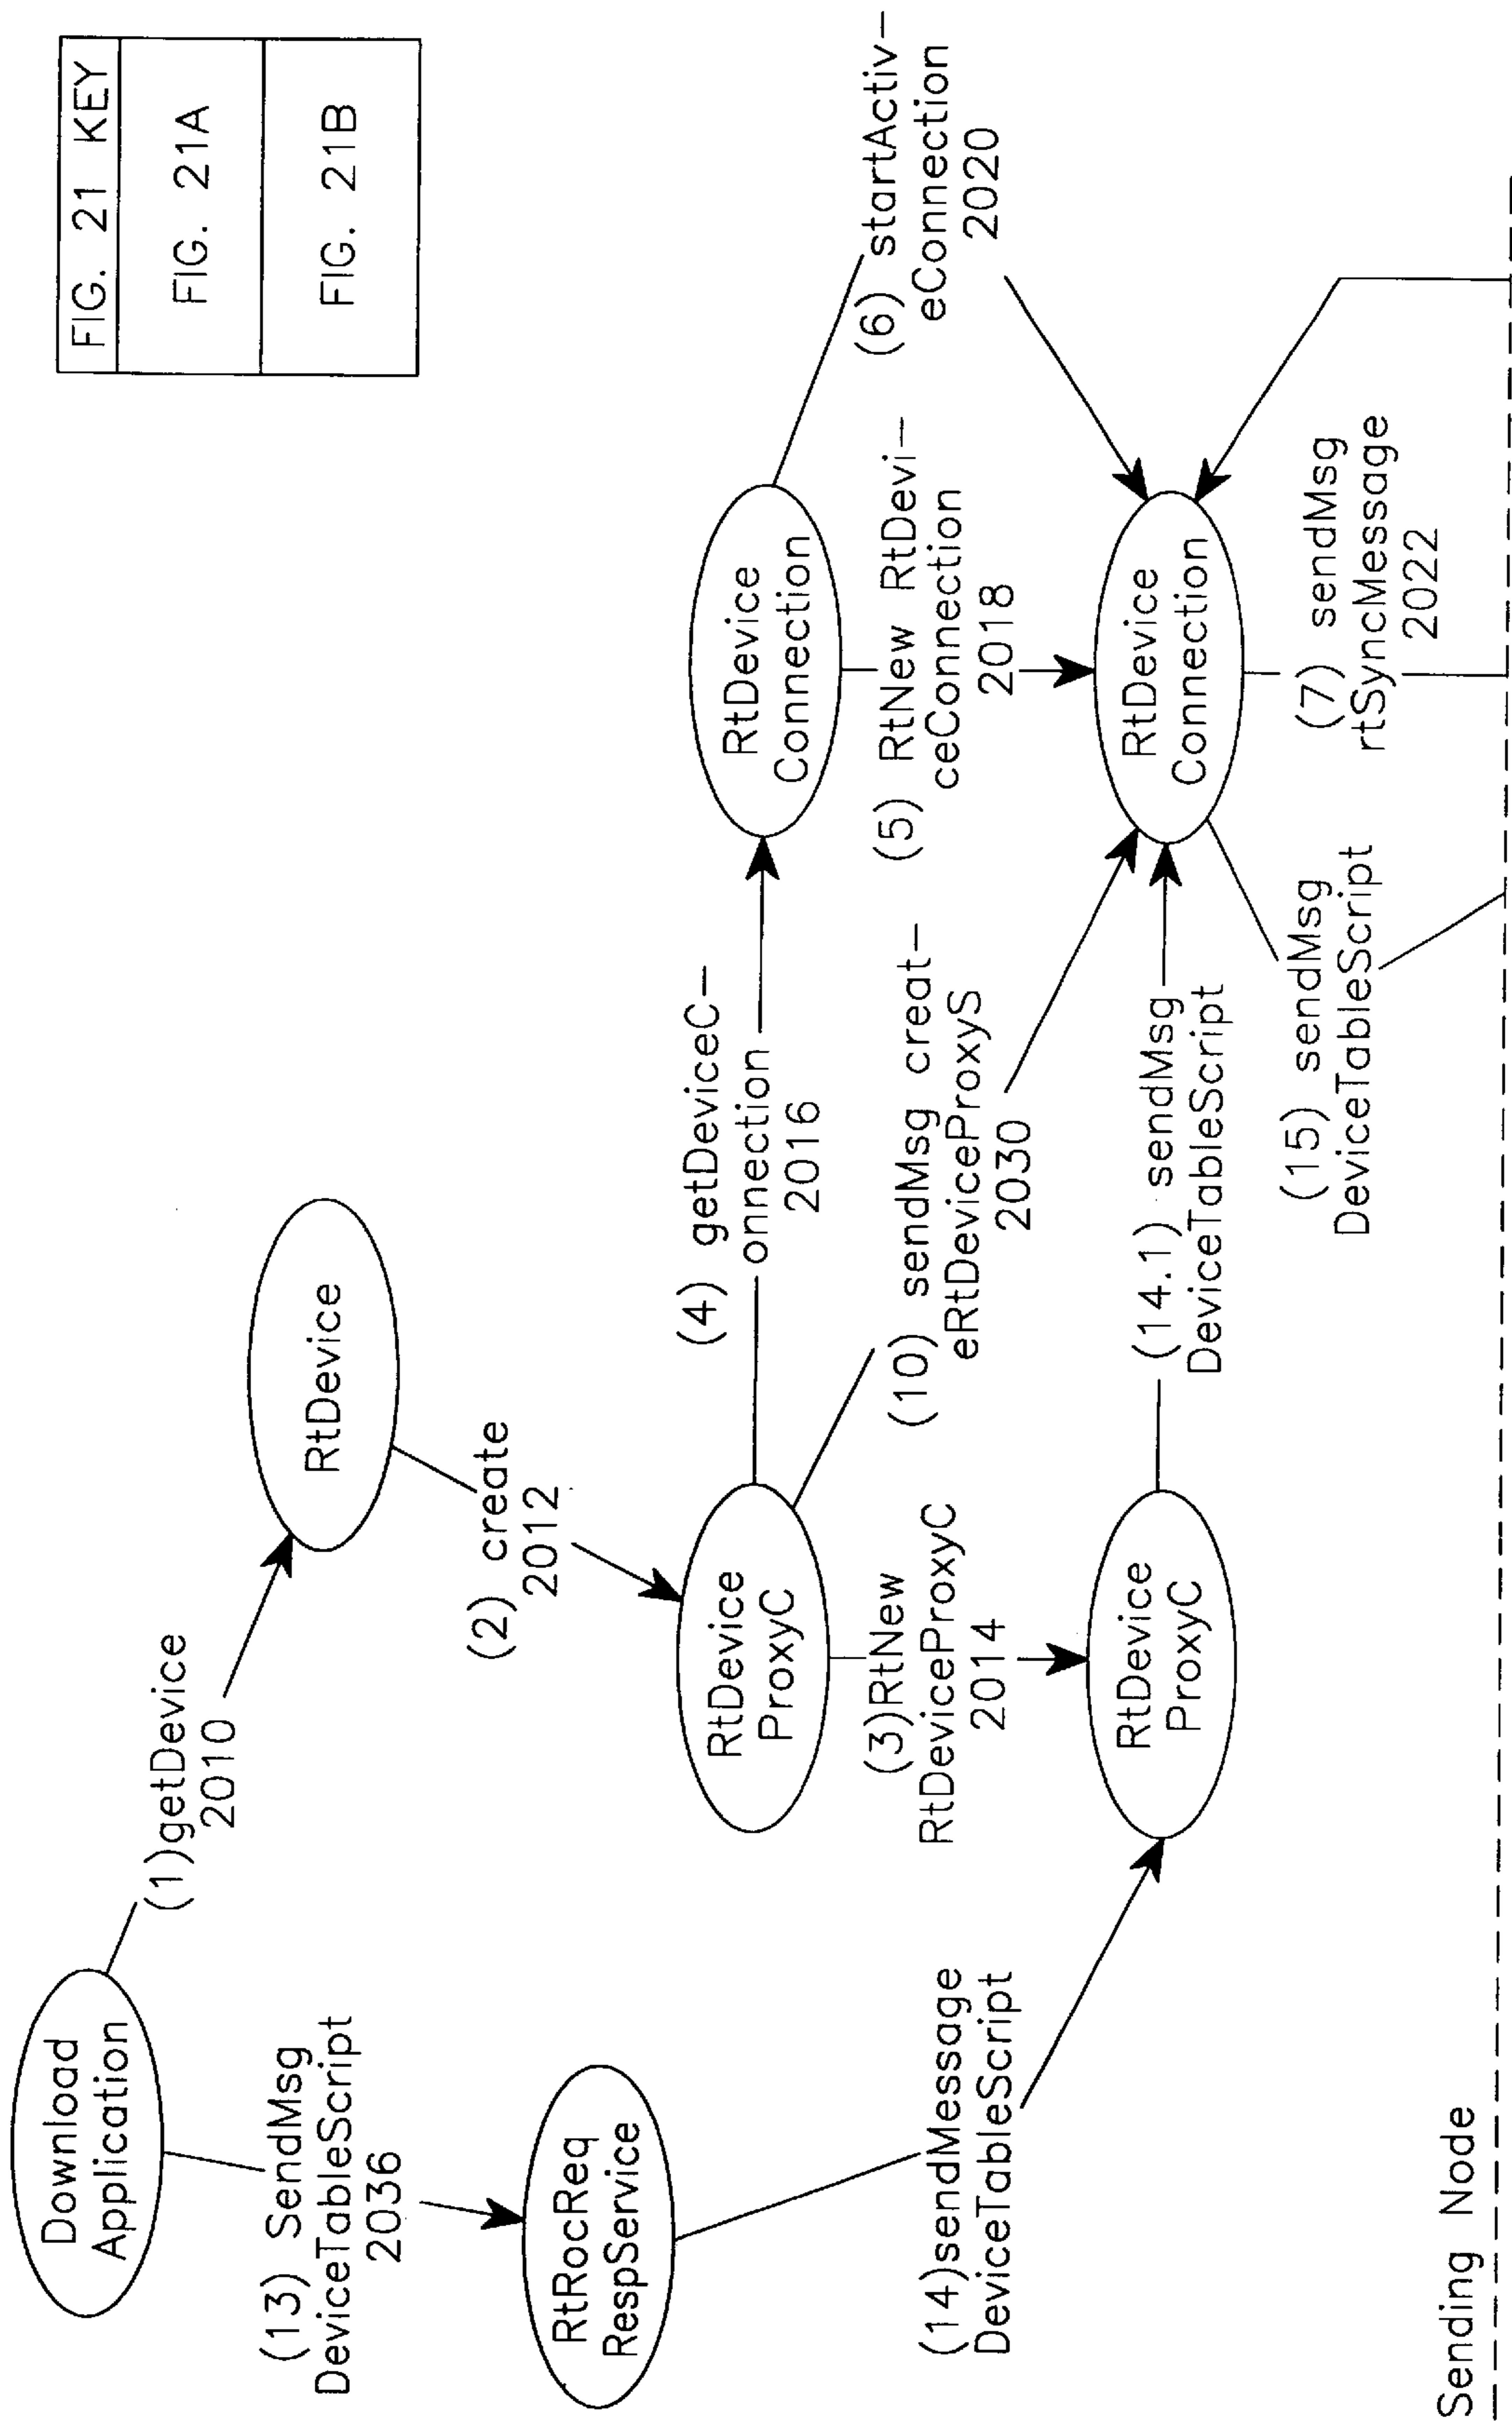 FIG. 21 KEY
FIG. 21A
FIG. 21B
Download
Application
(1)getDevice
2010
RtDevice
(13) SendMsg
DeviceTableScript
2036
(2) create
2012
RtRocReq
RespService
RtDevice
ProxyC
(4) getDeviceC-
onnection
2016
RtDevice
Connection
(6) startActiv-
eConnection
2020
(3)RtNew
RtDeviceProxyC
2014
(10) sendMsg creat-
eRtDeviceProxyS
2030
(5) RtNew RtDevi-
ceConnection
2018
(14)sendMessage
DeviceTableScript
RtDevice
ProxyC
(14.1) sendMsg
DeviceTableScript
RtDevice
Connection
(15) sendMsg
DeviceTableScript
(7) sendMsg
rtSyncMessage
2022
Sending Node